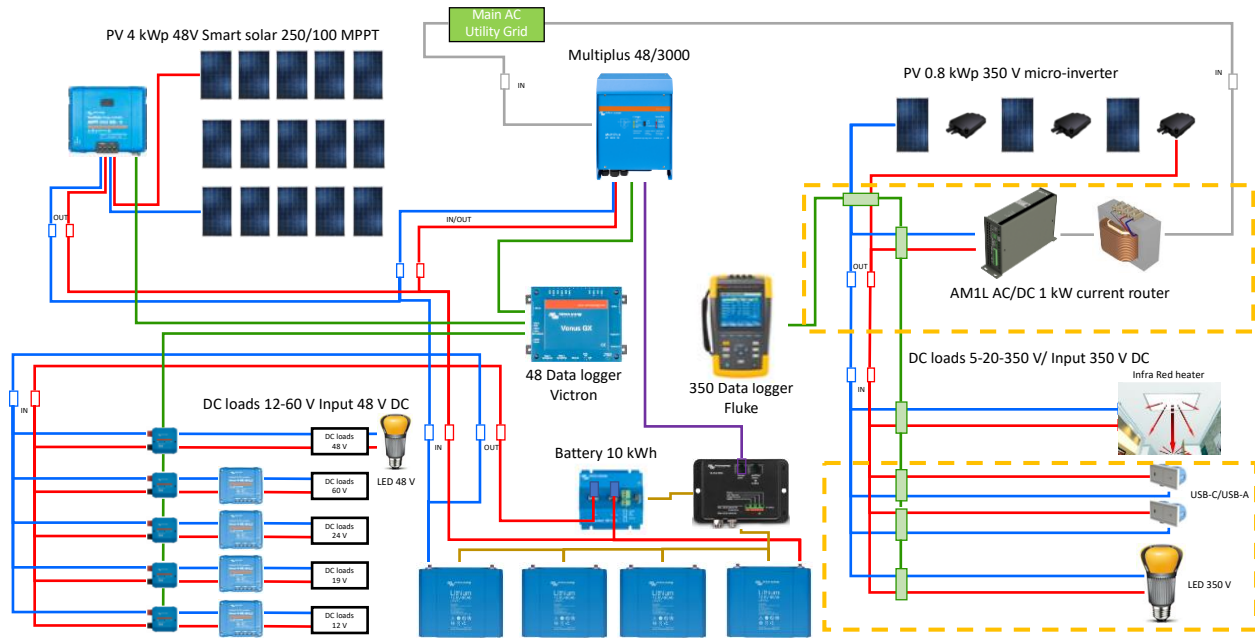 Main AC
Utility Grid
PV 4 kWp 48V Smart solar 250/100 MPPT
Multiplus 48/3000
IN
PV 0.8 kWp 350 V micro-inverter
IN
OUT
IN/OUT
OUT
AM1L AC/DC 1 kW current router
Venus GX
48 Data logger
Victron
350 Data logger
Fluke
DC loads 5-20-350 V/ Input 350 V DC
Infra Red heater
IN
IN
DC loads 12-60 V Input 48 V DC
DC loads
48 V
LED 48 V
IN
OUT
Battery 10 kWh
DC loads
60 V
USB-C/USB-A
DC loads
24 V
DC loads
19 V
LED 350 V
DC loads
12 V
Lithium
Lithium
Lithium
Lithium